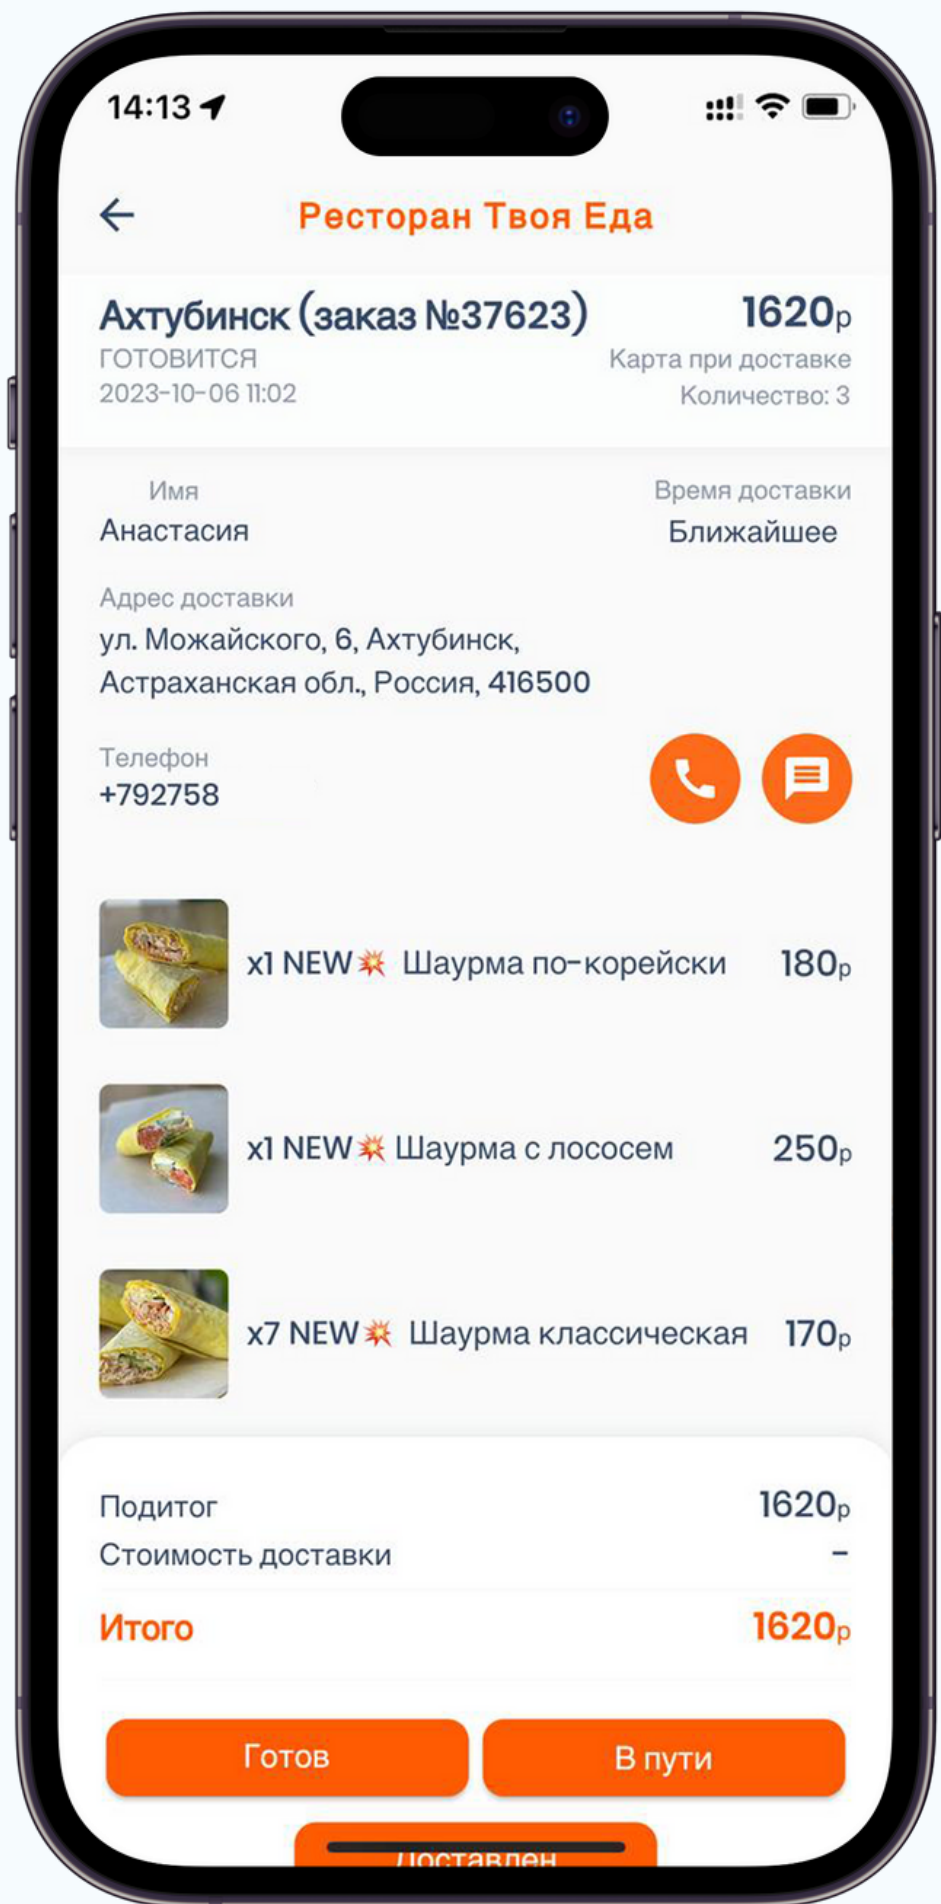 14:13
Ресторан Твоя Еда
Ахтубинск (заказ №37623) 1620р
ГОТОВИТСЯ Карта при доставке
2023-10-06 11:02 Количество: 3
Имя Время доставки
Анастасия Ближайшее
Адрес доставки
ул. Можайского, 6, Ахтубинск,
Астраханская обл., Россия, 416500
Телефон
+792758
x1 NEW💥 Шаурма по-корейски 180р
x1 NEW💥 Шаурма с лососем 250р
x7 NEW💥 Шаурма классическая 170р
Подитог 1620р
Стоимость доставки -
Итого 1620р
Готов В пути
Доставлен